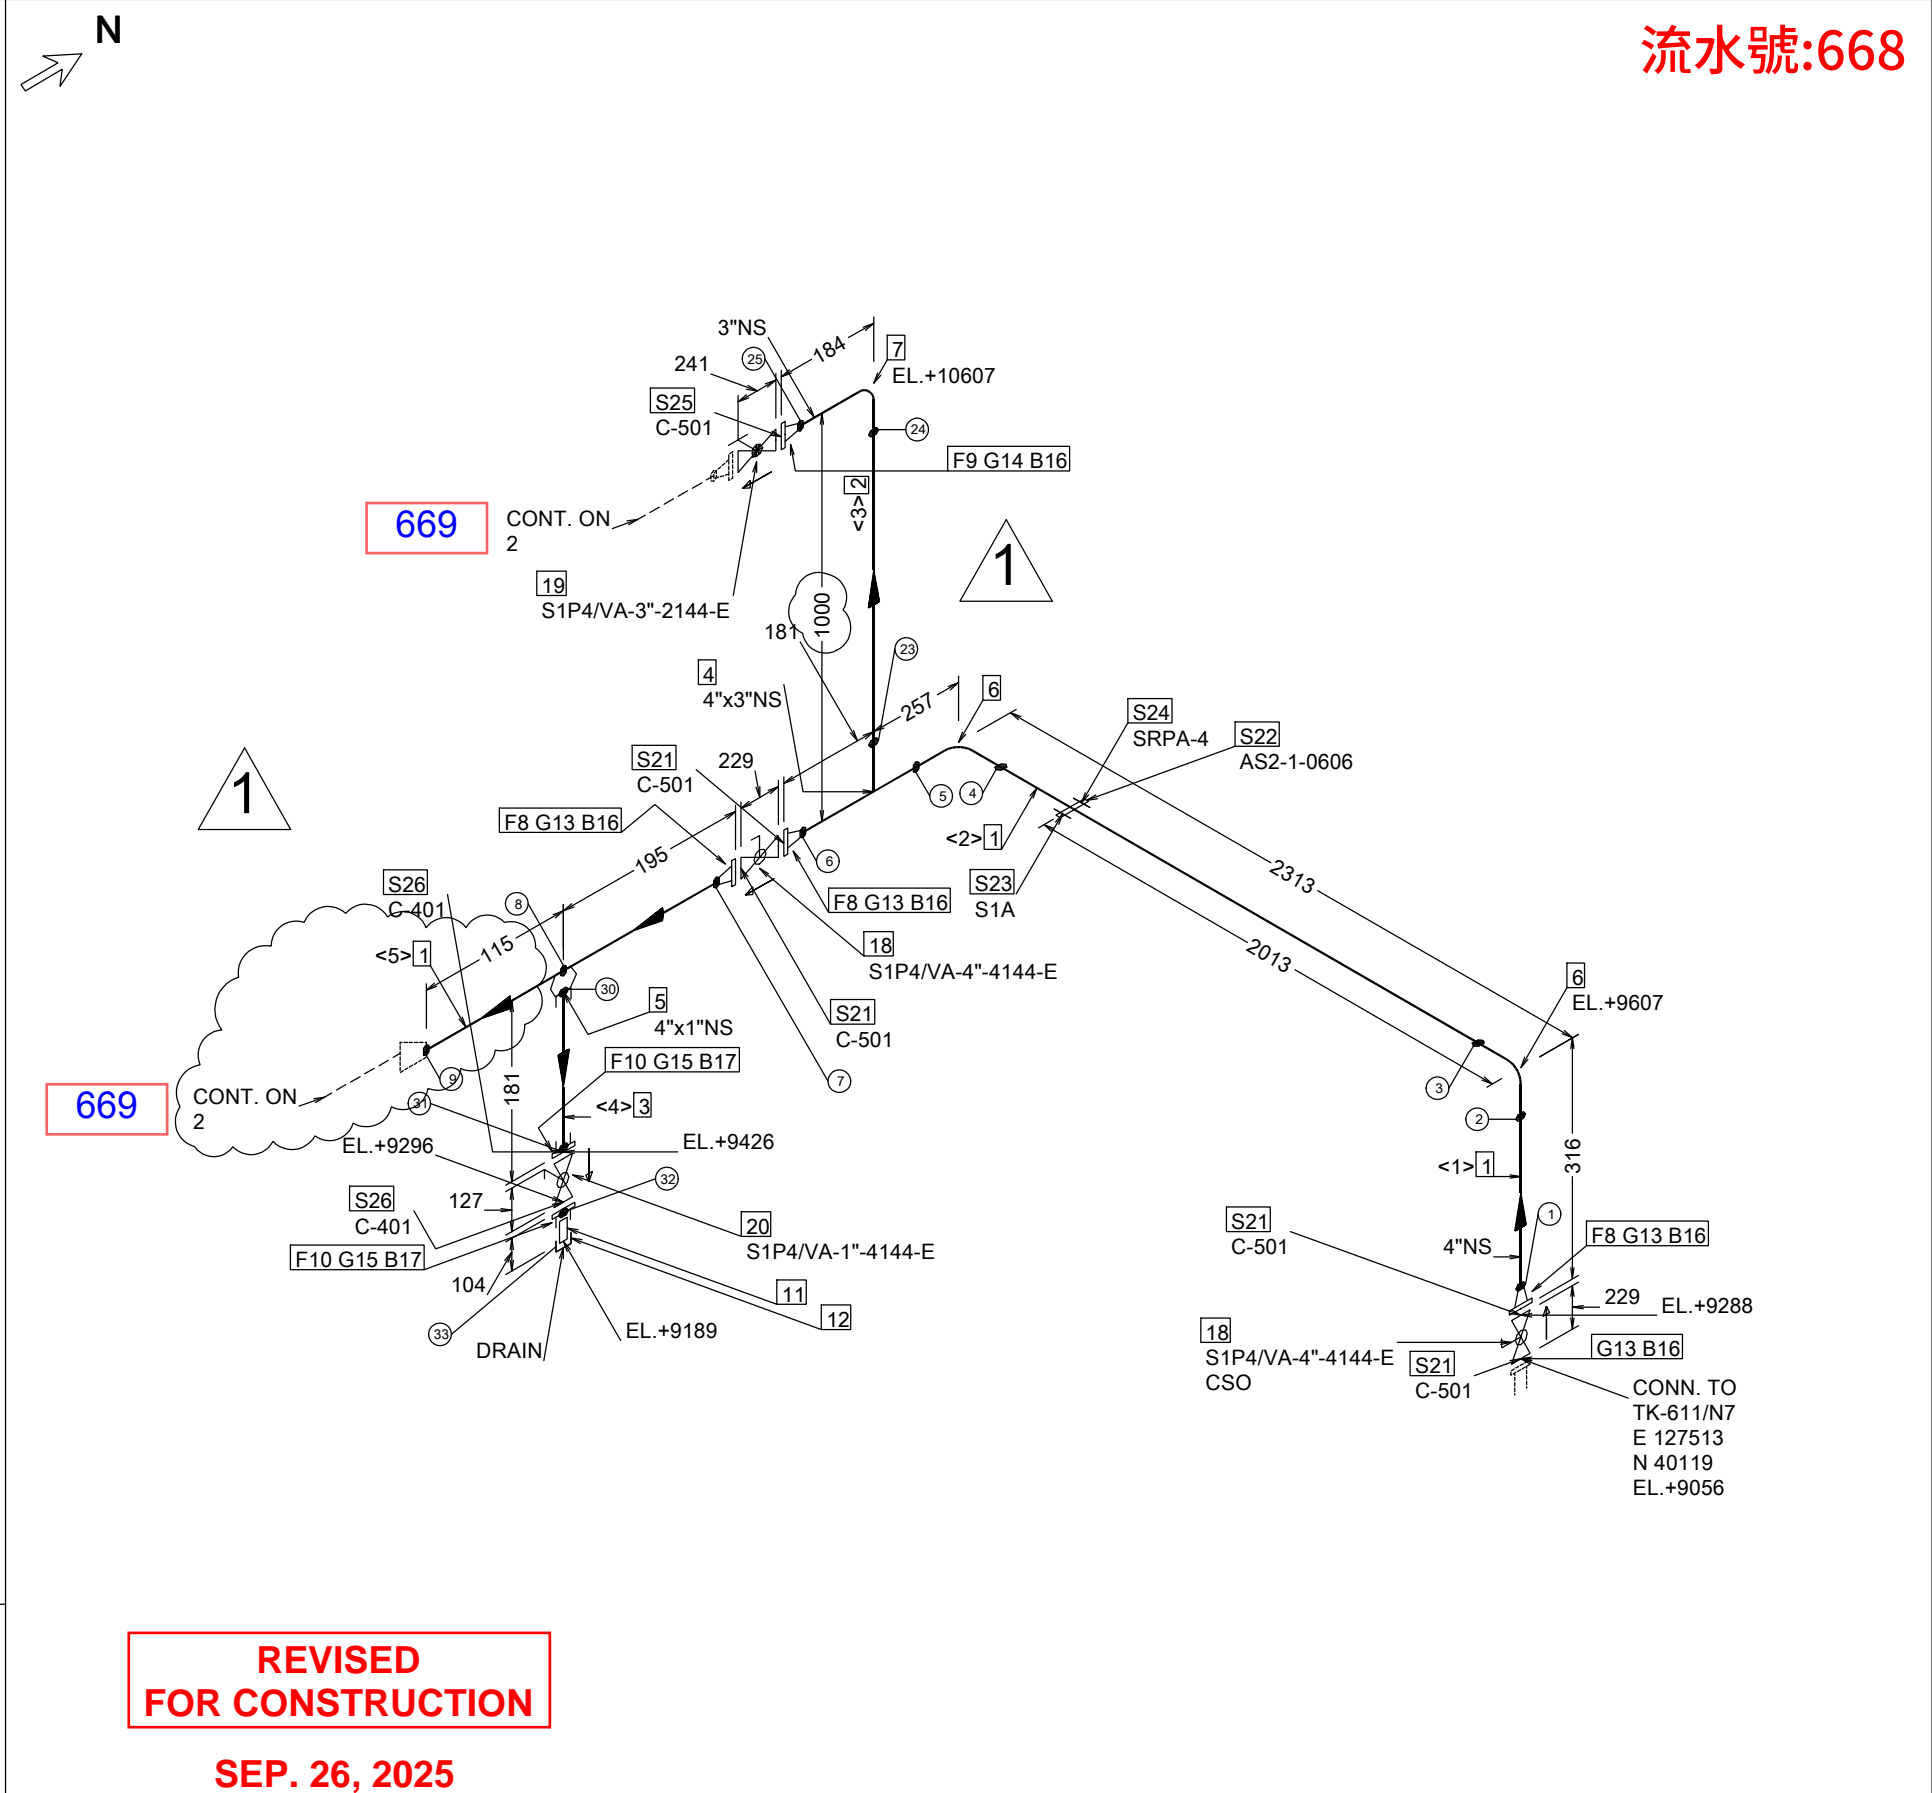 N
流水號:668
3"NS
184
7
EL.+10607
241
25
S25
C-501
24
F9 G14 B16
<3>2
669
CONT. ON
2
1
19
S1P4/VA-3"-2144-E
1000
181
23
4
4"x3"NS
257
6
S24
SRPA-4
S22
AS2-1-0606
S21
C-501
229
1
F8 G13 B16
5
4
195
6
<2>1
2313
S26
C-401
8
F8 G13 B16
S23
S1A
18
S1P4/VA-4"-4144-E
2013
<5>1
115
30
5
4"x1"NS
S21
C-501
6
EL.+9607
F10 G15 B17
9
7
3
669
CONT. ON
2
31
181
<4>3
2
EL.+9296
EL.+9426
316
<1>1
32
S26
C-401
127
20
S1P4/VA-1"-4144-E
S21
C-501
1
F8 G13 B16
4"NS
F10 G15 B17
104
11
12
229
EL.+9288
33
DRAIN
EL.+9189
18
S1P4/VA-4"-4144-E
CSO
S21
C-501
G13 B16
CONN. TO
TK-611/N7
E 127513
N 40119
EL.+9056
REVISED
FOR CONSTRUCTION
SEP. 26, 2025